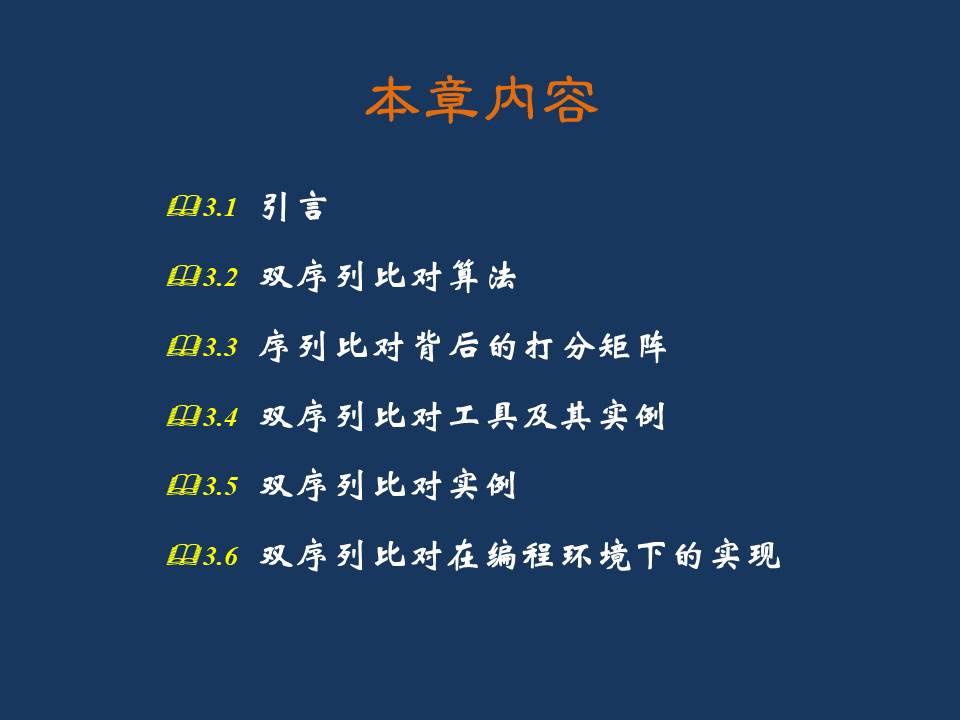 本章内容
🕮3.1 引言
🕮3.2 双序列比对算法
🕮3.3 序列比对背后的打分矩阵
🕮3.4 双序列比对工具及其实例
🕮3.5 双序列比对实例
🕮3.6 双序列比对在编程环境下的实现